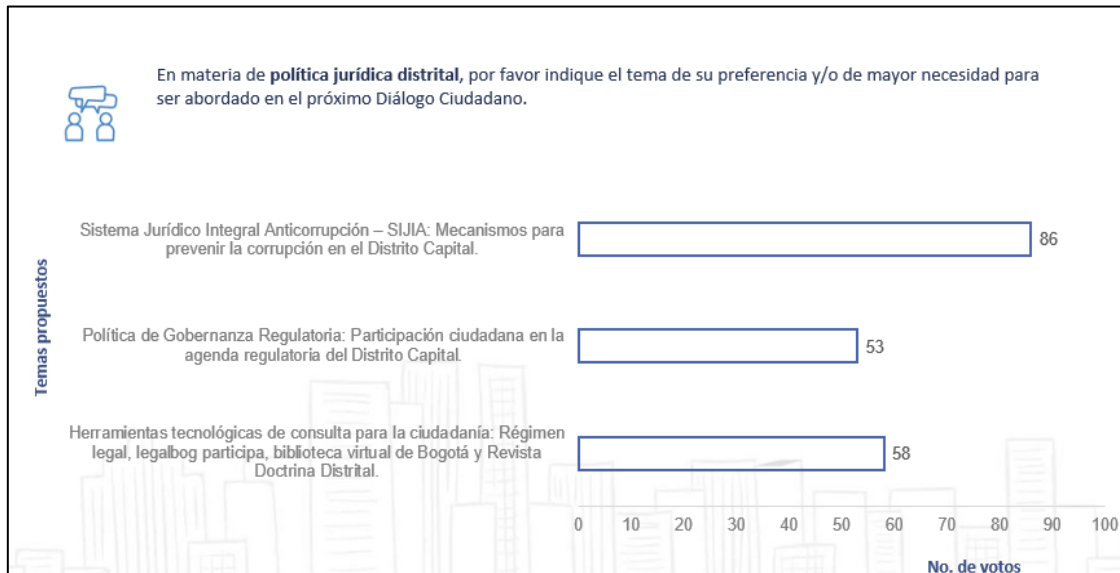 En materia de política jurídica distrital, por favor indique el tema de su preferencia y/o de mayor necesidad para
ser abordado en el próximo Diálogo Ciudadano.
Temas propuestos
Sistema Jurídico Integral Anticorrupción – SIJIA: Mecanismos para
prevenir la corrupción en el Distrito Capital.
86
Política de Gobernanza Regulatoria: Participación ciudadana en la
agenda regulatoria del Distrito Capital.
53
Herramientas tecnológicas de consulta para la ciudadanía: Régimen
legal, legalbog participa, biblioteca virtual de Bogotá y Revista
Doctrina Distrital.
58
0 10 20 30 40 50 60 70 80 90 100
No. de votos